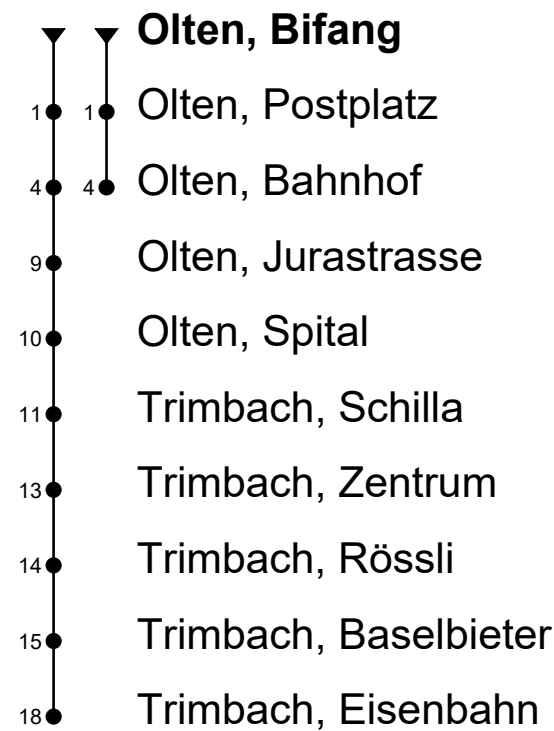 Olten, Bifang
1 1 Olten, Postplatz
4 4 Olten, Bahnhof
9 Olten, Jurastrasse
10 Olten, Spital
11 Trimbach, Schilla
13 Trimbach, Zentrum
14 Trimbach, Rössli
15 Trimbach, Baselbieter
18 Trimbach, Eisenbahn